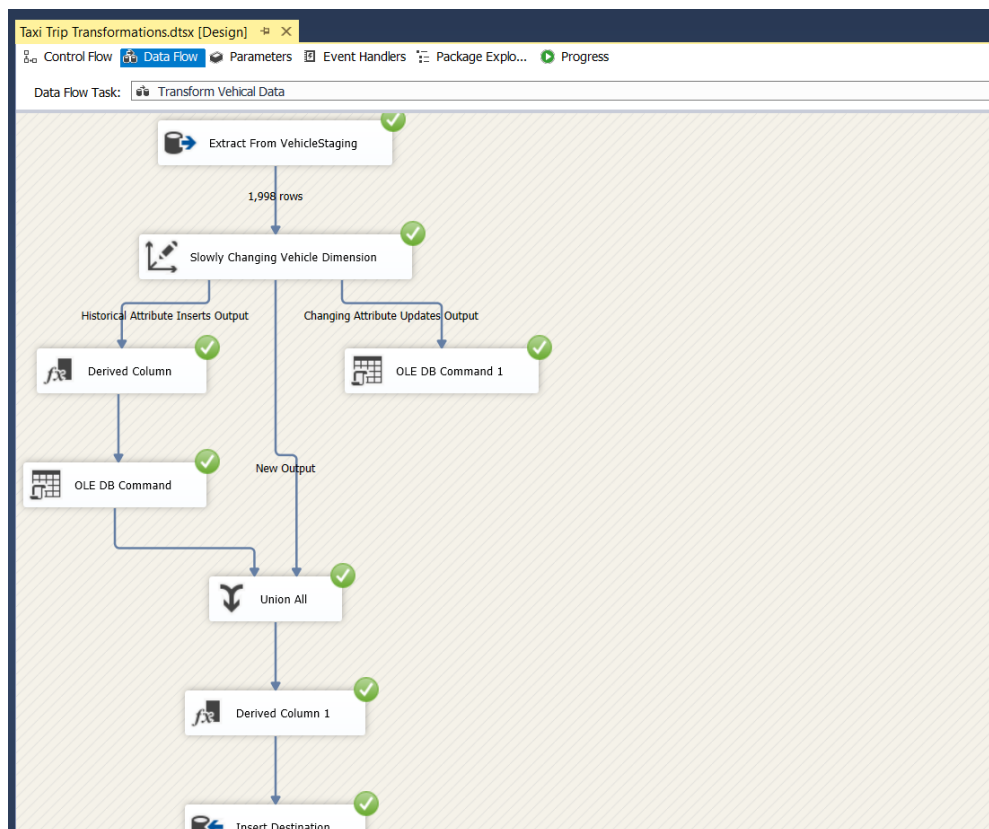 Taxi Trip Transformations.dtsx [Design]
Control Flow Data Flow Parameters Event Handlers Package Explo... Progress
Data Flow Task: Transform Vehical Data
Extract From VehicleStaging
1,998 rows
Slowly Changing Vehicle Dimension
Historical Attribute Inserts Output
Changing Attribute Updates Output
Derived Column
OLE DB Command 1
New Output
OLE DB Command
Union All
Derived Column 1
Insert Destination